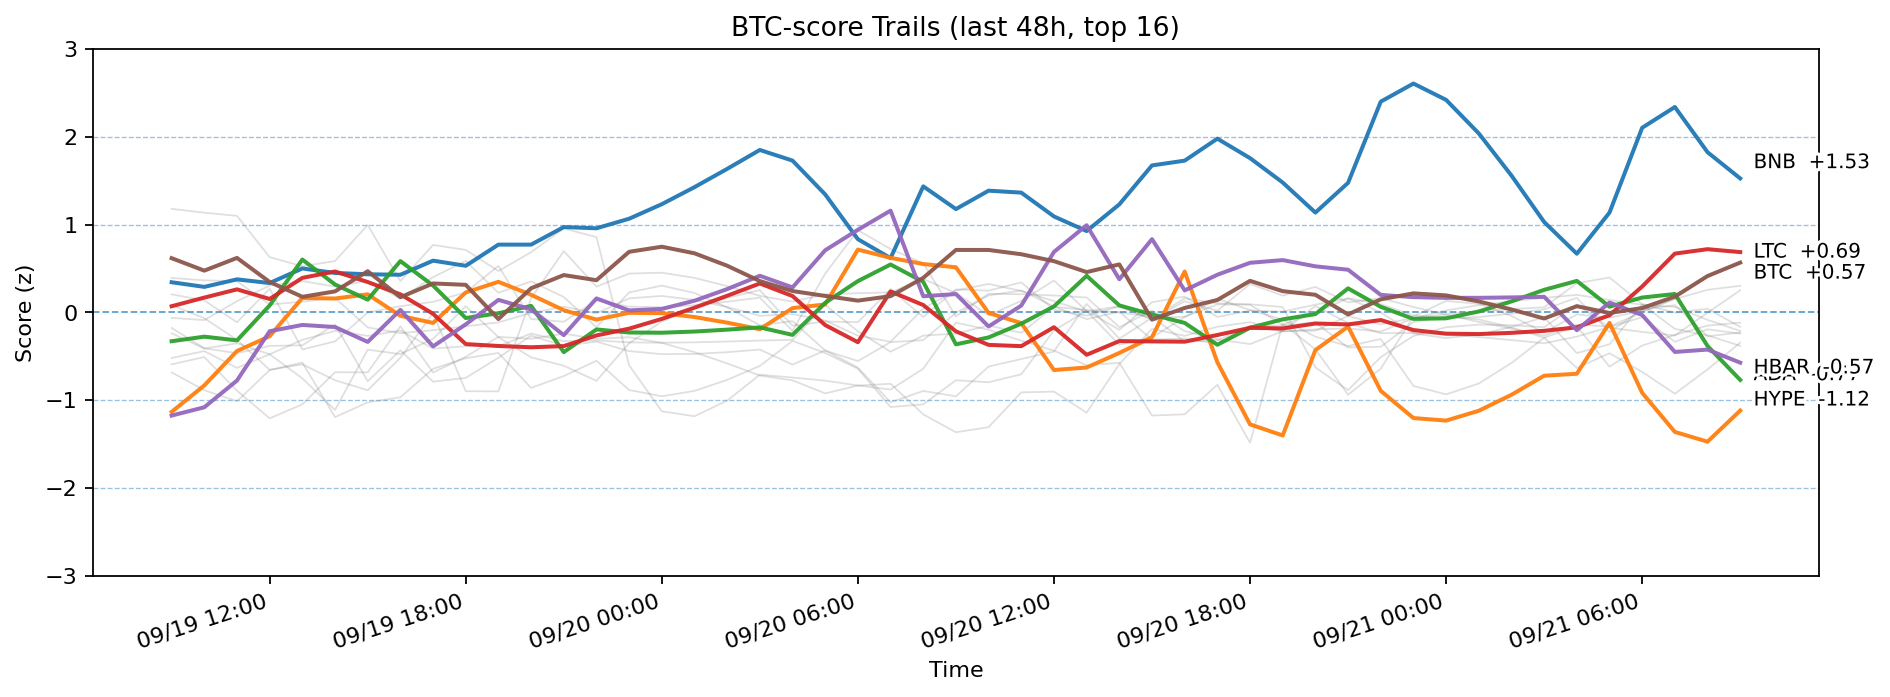 BTC-score Trails (last 48h, top 16)
3
2
1
0
−1
−2
−3
Score (z)
BNB +1.53
LTC +0.69
BTC +0.57
HBAR -0.57
HYPE -1.12
09/19 12:00
09/19 18:00
09/20 00:00
09/20 06:00
09/20 12:00
09/20 18:00
09/21 00:00
09/21 06:00
Time